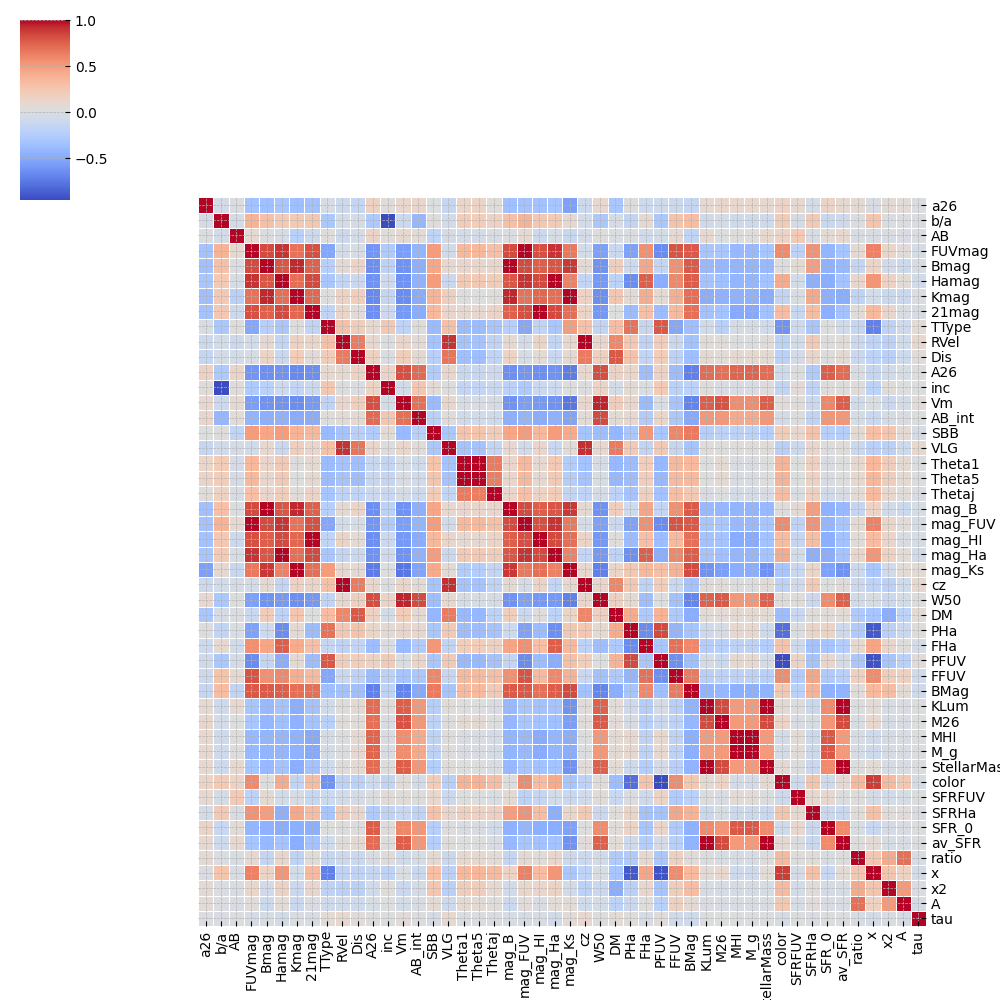 1.0
0.5
0.0
−0.5
a26
b/a
AB
FUVmag
Bmag
Hamag
Kmag
21mag
TType
RVel
Dis
A26
inc
Vm
AB_int
SBB
VLG
Theta1
Theta5
Thetaj
mag_B
mag_FUV
mag_HI
mag_Ha
mag_Ks
cz
W50
DM
PHa
FHa
PFUV
FFUV
BMag
KLum
M26
MHI
M_g
StellarMas
color
SFRFUV
SFRHa
SFR_0
av_SFR
ratio
x
x2
A
tau
a26
b/a
AB
FUVmag
Bmag
Hamag
Kmag
21mag
TType
RVel
Dis
A26
inc
Vm
AB_int
SBB
VLG
Theta1
Theta5
Thetaj
mag_B
mag_FUV
mag_HI
mag_Ha
mag_Ks
cz
W50
DM
PHa
FHa
PFUV
FFUV
BMag
KLum
M26
MHI
M_g
tellarMass
color
SFRFUV
SFRHa
SFR_0
av_SFR
ratio
x
x2
A
tau